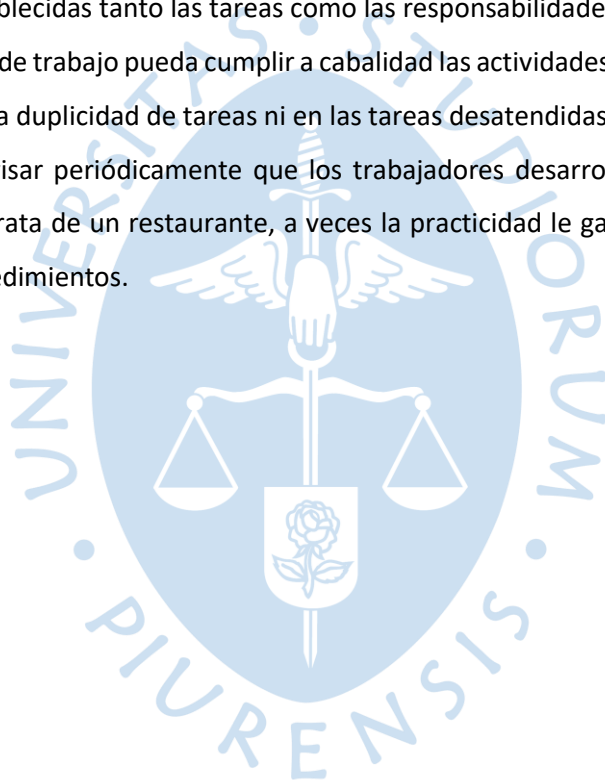 blecidas tanto las tareas como las responsabilidade
de trabajo pueda cumplir a cabalidad las actividades
a duplicidad de tareas ni en las tareas desatendidas
isar periódicamente que los trabajadores desarro
rata de un restaurante, a veces la practicidad le ga
edimientos.
UNIVERSITAS • STUDIORUM • PIURENSIS •